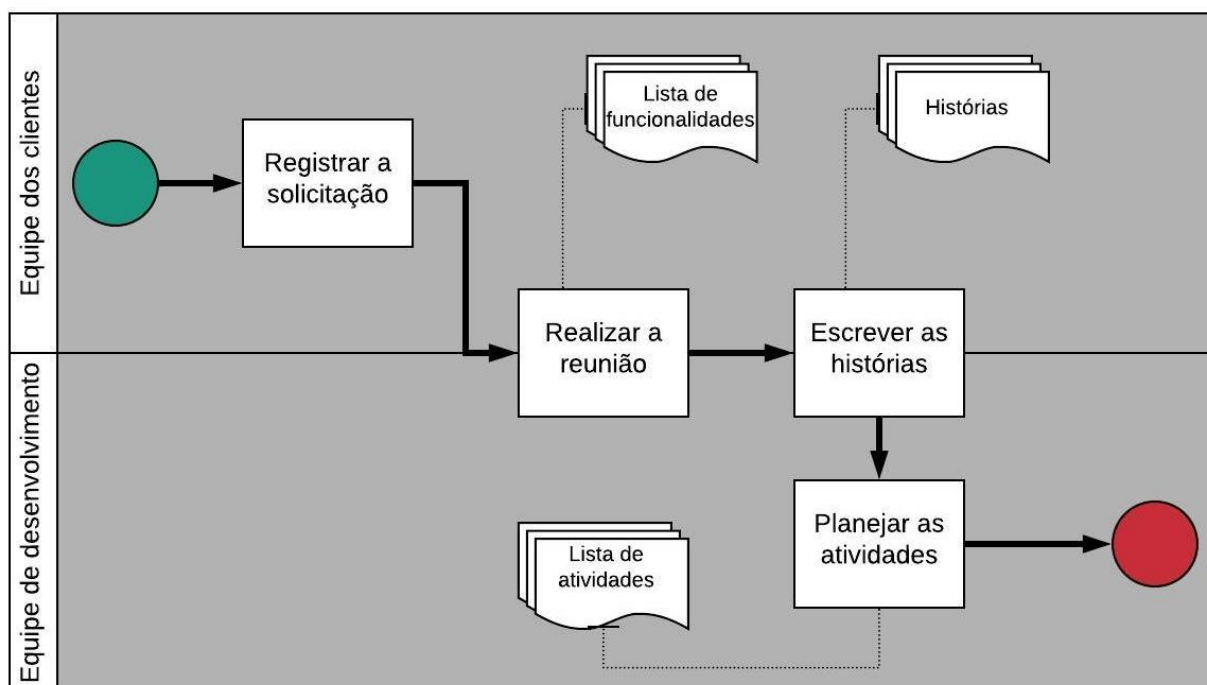 Equipe dos clientes
Lista de
funcionalidades
Histórias
Registrar a
solicitação
Realizar a
reunião
Escrever as
histórias
Equipe de desenvolvimento
Planejar as
atividades
Lista de
atividades